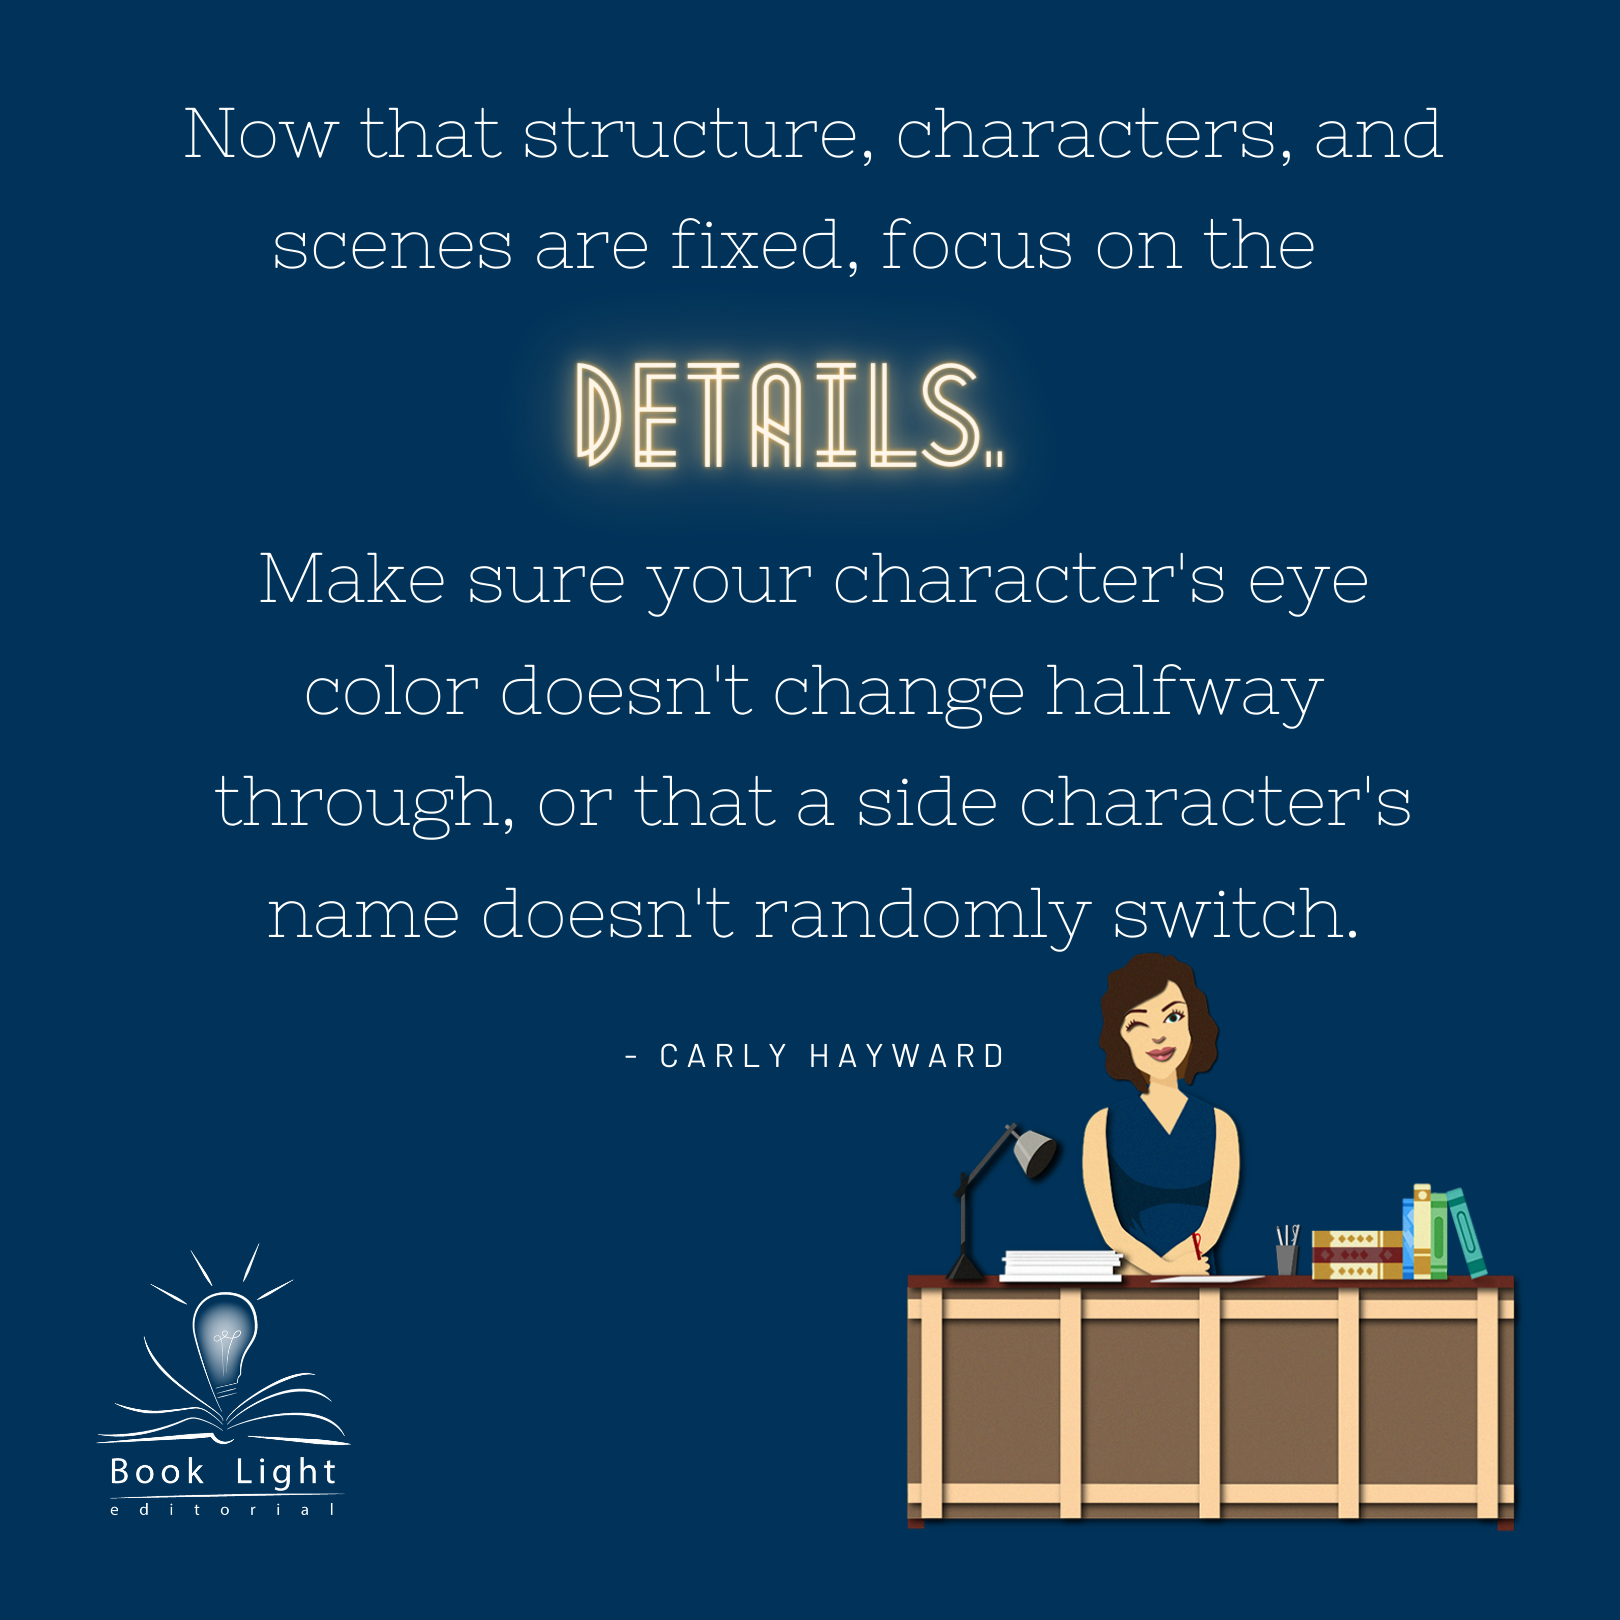 Now that structure, characters, and
scenes are fixed, focus on the
DETAILS.
Make sure your character's eye
color doesn't change halfway
through, or that a side character's
name doesn't randomly switch.
- CARLY HAYWARD
Book Light
editorial